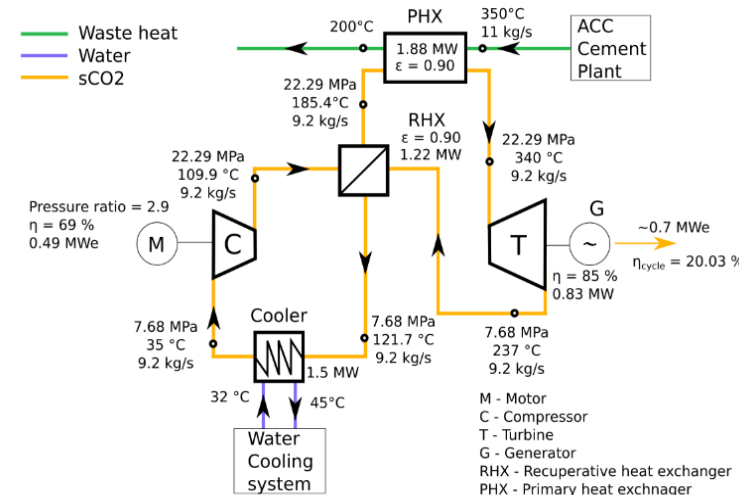 PHX
Waste heat
Water
sCO2
200°C
350°C
11 kg/s
ACC
Cement
Plant
1.88 MW
ε = 0.90
22.29 MPa
185.4°C
9.2 kg/s
RHX
ε = 0.90
1.22 MW
22.29 MPa
340 °C
9.2 kg/s
22.29 MPa
109.9 °C
9.2 kg/s
Pressure ratio = 2.9
η = 69 %
0.49 MWe
M
C
T
G
~
~0.7 MWe
ηcycle = 20.03 %
η = 85 %
0.83 MW
7.68 MPa
35 °C
9.2 kg/s
Cooler
1.5 MW
7.68 MPa
121.7 °C
9.2 kg/s
7.68 MPa
237 °C
9.2 kg/s
32 °C
45°C
Water
Cooling
system
M - Motor
C - Compressor
T - Turbine
G - Generator
RHX - Recuperative heat exchanger
PHX - Primary heat exchnager